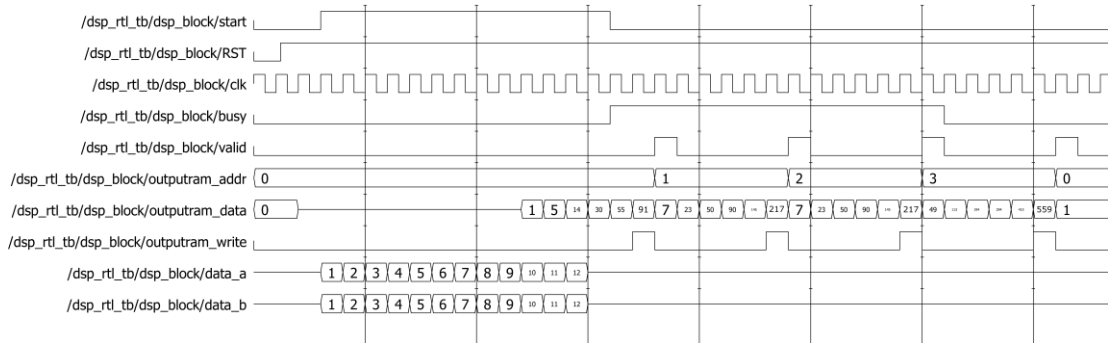 /dsp_rtl_tb/dsp_block/start
/dsp_rtl_tb/dsp_block/RST
/dsp_rtl_tb/dsp_block/clk
/dsp_rtl_tb/dsp_block/busy
/dsp_rtl_tb/dsp_block/valid
/dsp_rtl_tb/dsp_block/outputram_addr 0 1 2 3 0
/dsp_rtl_tb/dsp_block/outputram_data 0 1 5 14 30 55 91 7 23 50 90 217 7 23 50 90 217 49 559 1
/dsp_rtl_tb/dsp_block/outputram_write
/dsp_rtl_tb/dsp_block/data_a 1 2 3 4 5 6 7 8 9 10 11 12
/dsp_rtl_tb/dsp_block/data_b 1 2 3 4 5 6 7 8 9 10 11 12